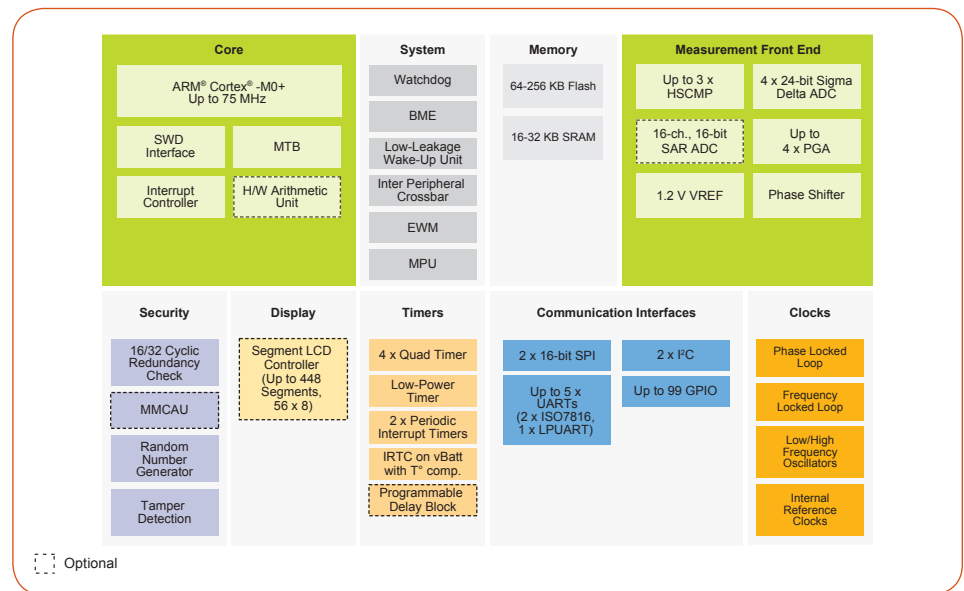 Core
ARM® Cortex® -M0+
Up to 75 MHz
SWD
Interface
MTB
Interrupt
Controller
H/W Arithmetic
Unit
System
Watchdog
BME
Low-Leakage
Wake-Up Unit
Inter Peripheral
Crossbar
EWM
MPU
Memory
64-256 KB Flash
16-32 KB SRAM
Measurement Front End
Up to 3 x
HSCMP
4 x 24-bit Sigma
Delta ADC
16-ch., 16-bit
SAR ADC
Up to
4 x PGA
1.2 V VREF
Phase Shifter
Security
16/32 Cyclic
Redundancy
Check
MMCAU
Random
Number
Generator
Tamper
Detection
Display
Segment LCD
Controller
(Up to 448
Segments,
56 x 8)
Timers
4 x Quad Timer
Low-Power
Timer
2 x Periodic
Interrupt Timers
IRTC on vBatt
with T° comp.
Programmable
Delay Block
Communication Interfaces
2 x 16-bit SPI
2 x I²C
Up to 5 x
UARTs
(2 x ISO7816,
1 x LPUART)
Up to 99 GPIO
Clocks
Phase Locked
Loop
Frequency
Locked Loop
Low/High
Frequency
Oscillators
Internal
Reference
Clocks
Optional